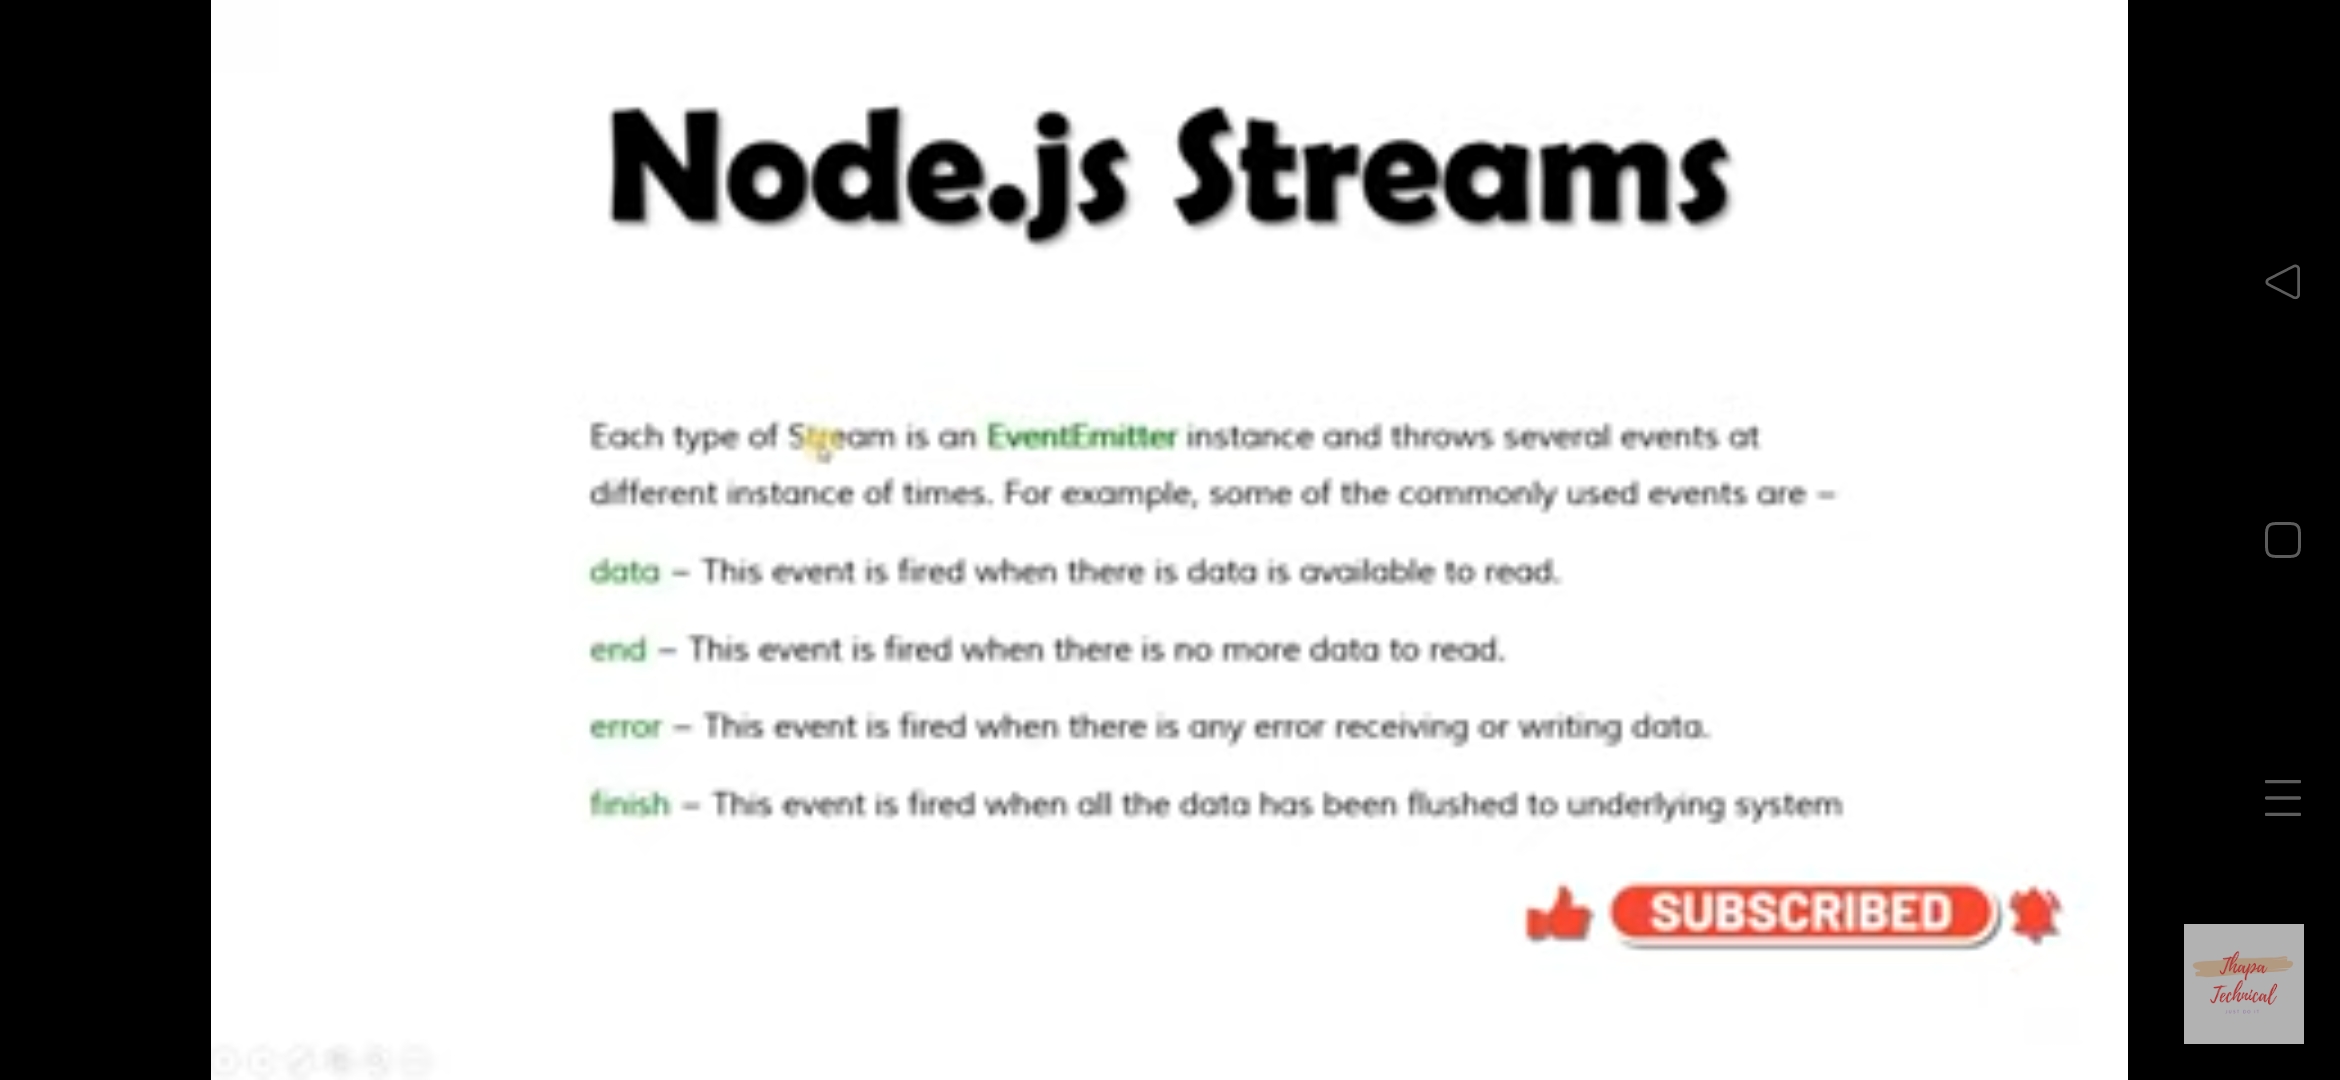 Node.js Streams
Each type of Stream is an EventEmitter instance and throws several events at
different instance of times. For example, some of the commonly used events are –
data – This event is fired when there is data is available to read.
end – This event is fired when there is no more data to read.
error – This event is fired when there is any error receiving or writing data.
finish – This event is fired when all the data has been flushed to underlying system
SUBSCRIBED
Thapa
Technical